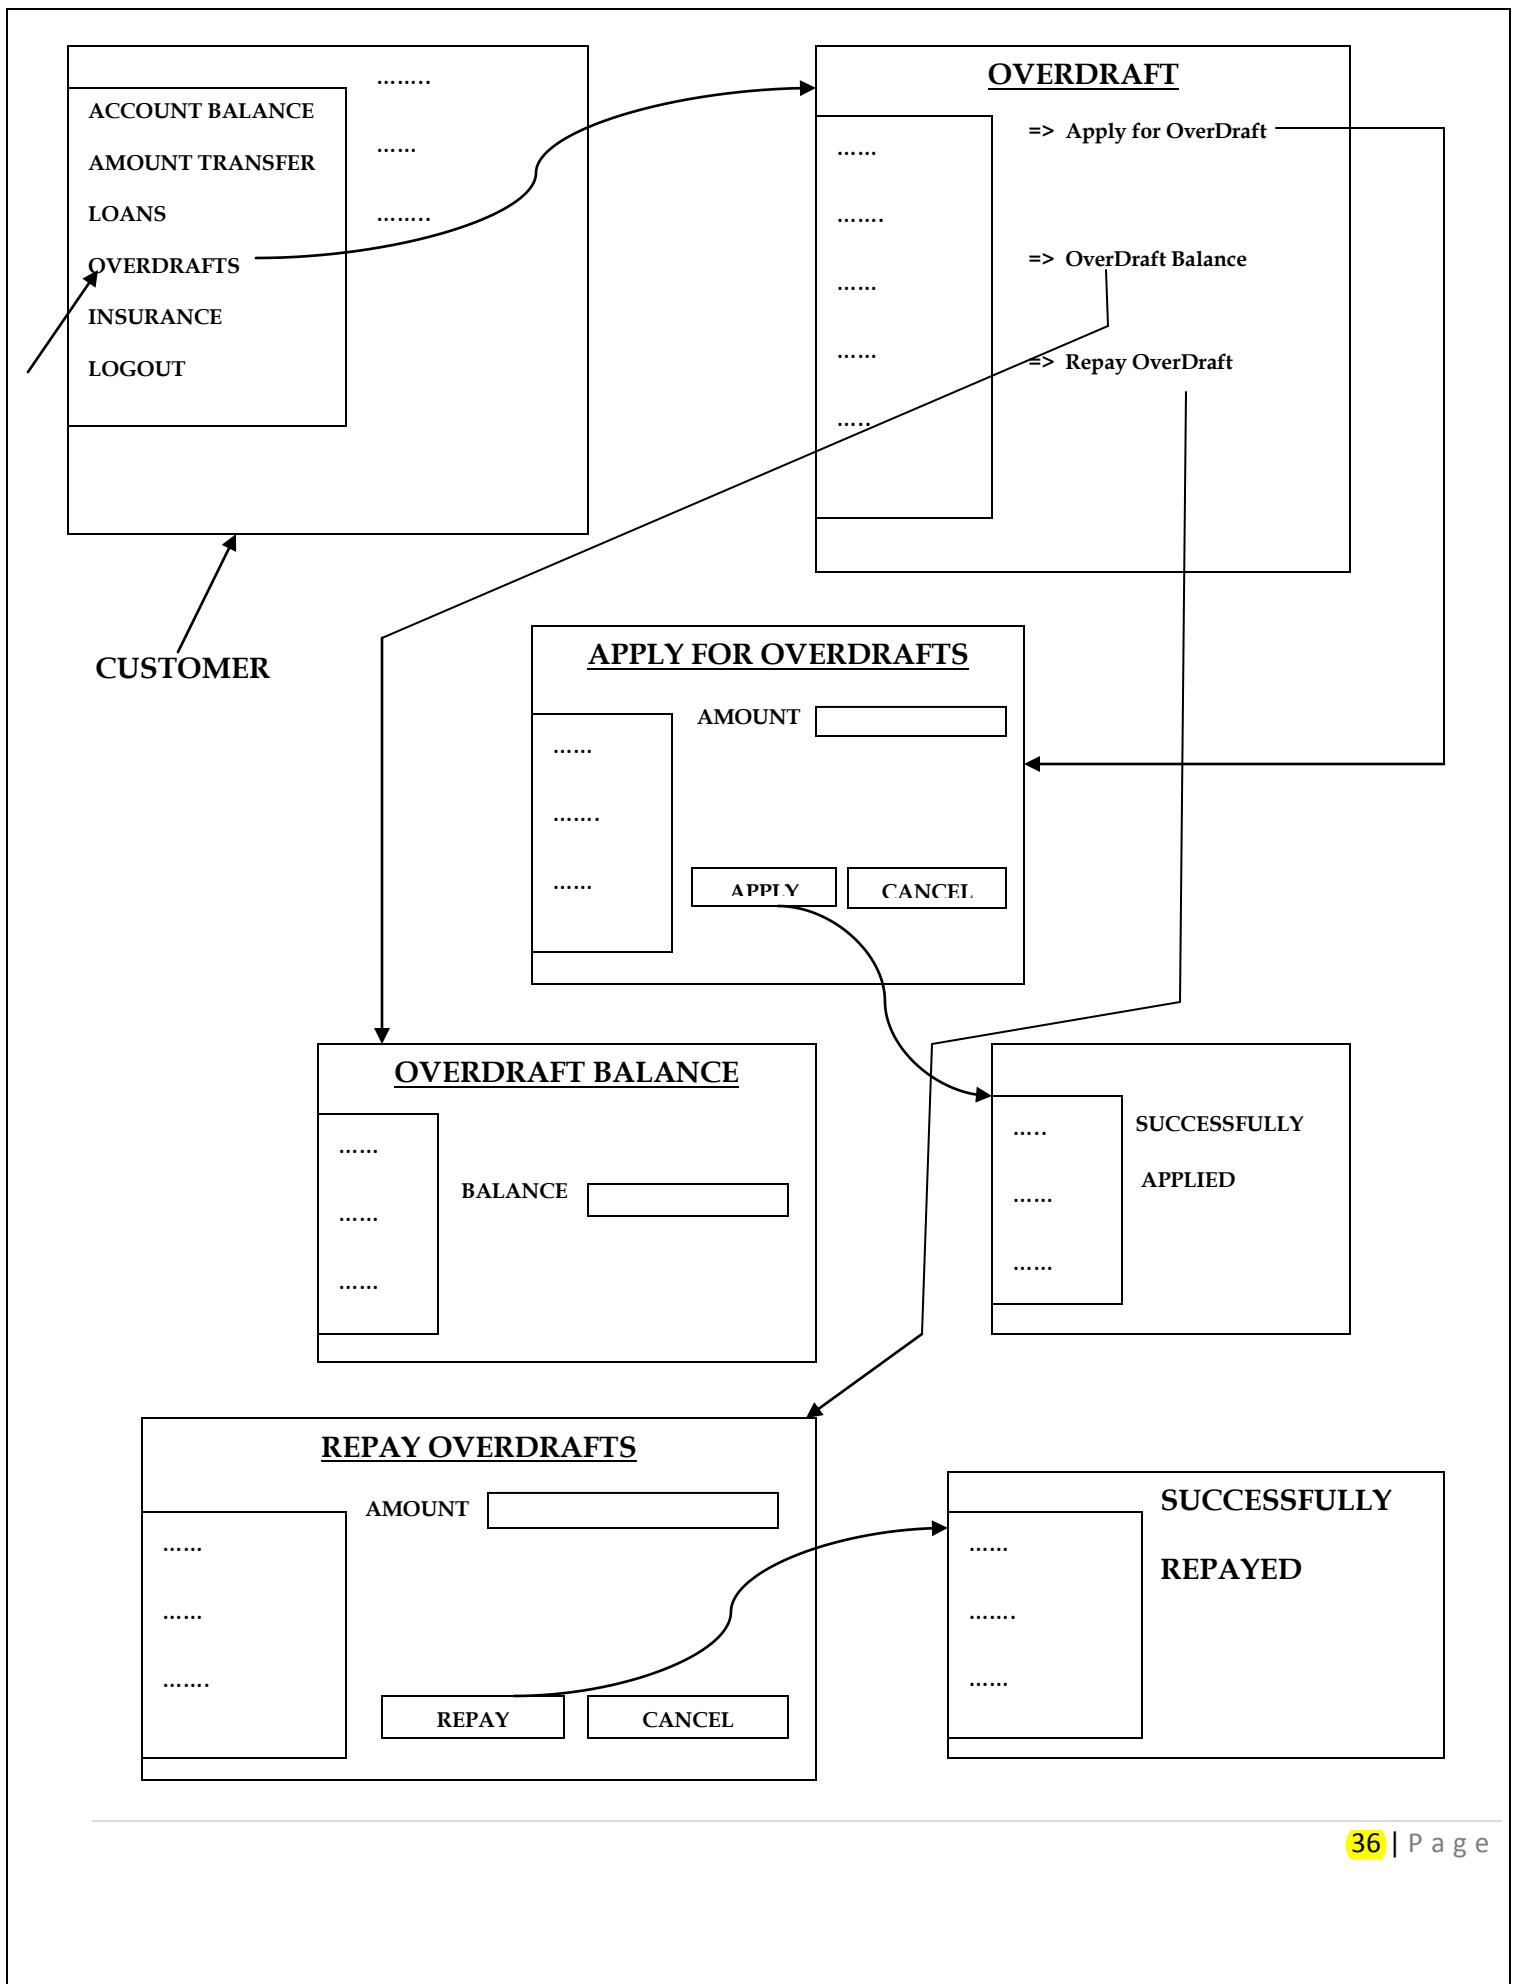 ……..
ACCOUNT BALANCE
……
AMOUNT TRANSFER
……..
LOANS
OVERDRAFTS
INSURANCE
LOGOUT
CUSTOMER
OVERDRAFT
=> Apply for OverDraft
……
…….
=> OverDraft Balance
……
……
=> Repay OverDraft
…..
APPLY FOR OVERDRAFTS
AMOUNT
……
…….
……
APPLY CANCEL
OVERDRAFT BALANCE
……
BALANCE
……
……
SUCCESSFULLY
…..
APPLIED
……
……
REPAY OVERDRAFTS
AMOUNT
……
……
…….
REPAY CANCEL
SUCCESSFULLY
……
REPAYED
…….
……
36 | Page